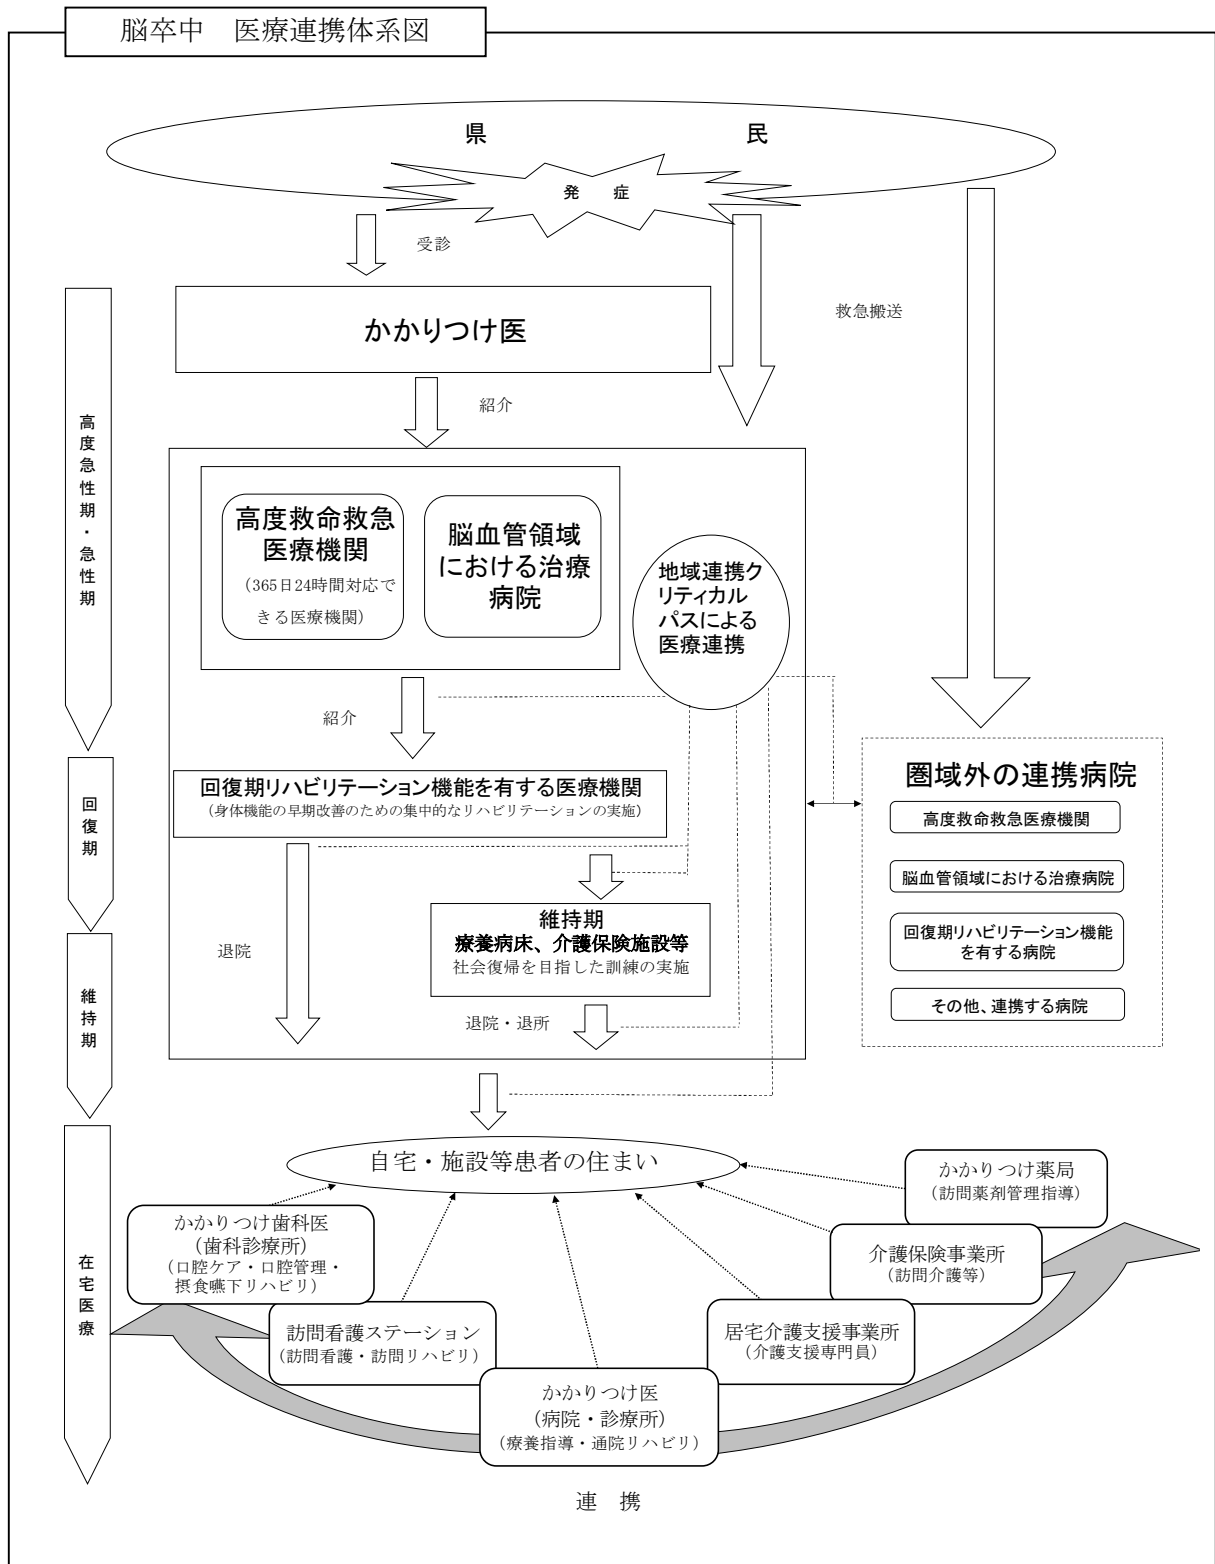 脳卒中　医療連携体系図
県　民
発　症
受診
救急搬送
かかりつけ医
紹介
高度急性期・急性期
高度救命救急
医療機関
（365日24時間対応で
きる医療機関）
脳血管領域
における治療
病院
地域連携ク
リティカル
パスによる
医療連携
紹介
回復期リハビリテーション機能を有する医療機関
（身体機能の早期改善のための集中的なリハビリテーションの実施）
回復期
圏域外の連携病院
高度救命救急医療機関
脳血管領域における治療病院
回復期リハビリテーション機能
を有する病院
その他、連携する病院
退院
維持期
療養病床、介護保険施設等
社会復帰を目指した訓練の実施
維持期
退院・退所
自宅・施設等患者の住まい
在宅医療
かかりつけ薬局
（訪問薬剤管理指導）
かかりつけ歯科医
（歯科診療所）
（口腔ケア・口腔管理・
摂食嚥下リハビリ）
介護保険事業所
（訪問介護等）
訪問看護ステーション
（訪問看護・訪問リハビリ）
居宅介護支援事業所
（介護支援専門員）
かかりつけ医
（病院・診療所）
（療養指導・通院リハビリ）
連　携